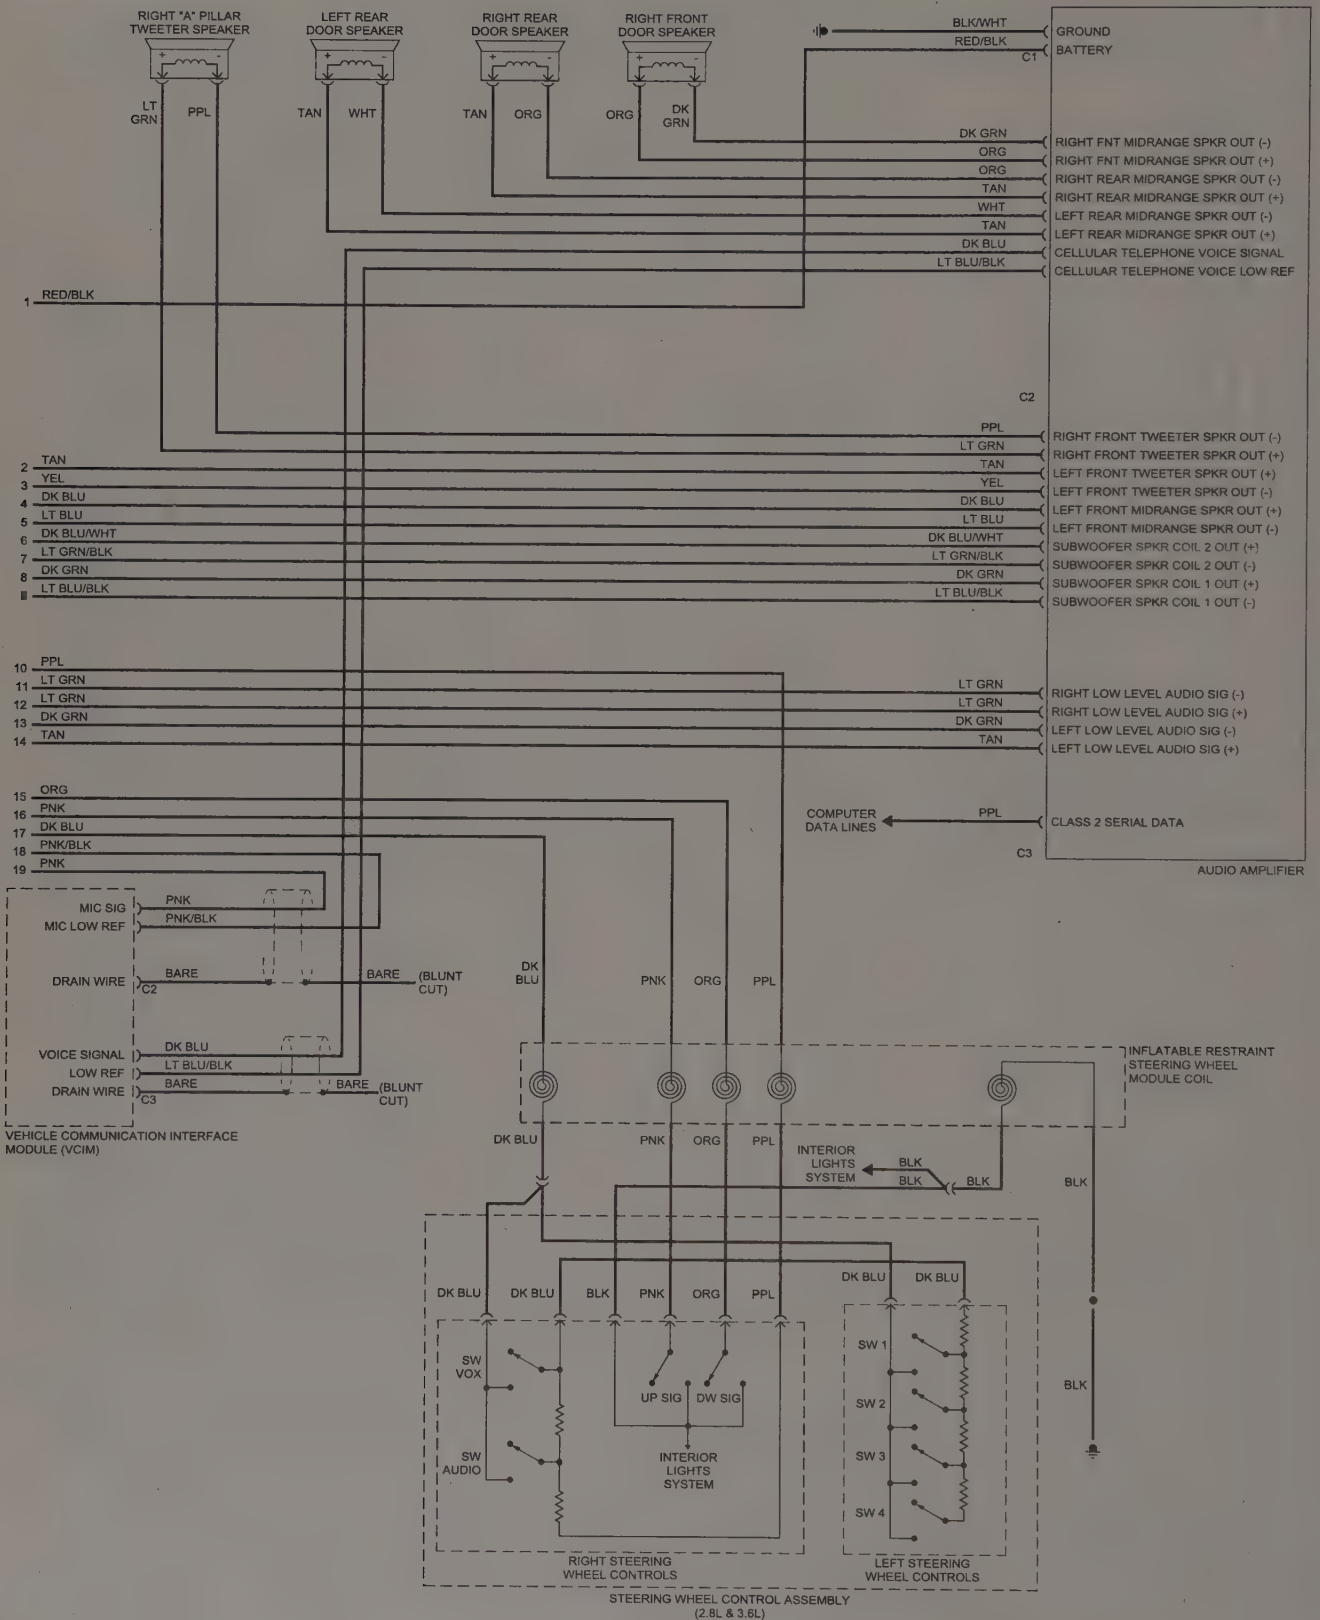 RIGHT "A" PILLAR
TWEETER SPEAKER
LEFT REAR
DOOR SPEAKER
RIGHT REAR
DOOR SPEAKER
RIGHT FRONT
DOOR SPEAKER
+ -
+ -
+ -
+ -
LT
GRN
PPL
TAN
WHT
TAN
ORG
ORG
DK
GRN
BLK/WHT
GROUND
RED/BLK
BATTERY
C1
DK GRN
RIGHT FNT MIDRANGE SPKR OUT (-)
ORG
RIGHT FNT MIDRANGE SPKR OUT (+)
ORG
RIGHT REAR MIDRANGE SPKR OUT (-)
TAN
RIGHT REAR MIDRANGE SPKR OUT (+)
WHT
LEFT REAR MIDRANGE SPKR OUT (-)
TAN
LEFT REAR MIDRANGE SPKR OUT (+)
DK BLU
CELLULAR TELEPHONE VOICE SIGNAL
LT BLU/BLK
CELLULAR TELEPHONE VOICE LOW REF
1 RED/BLK
C2
PPL
RIGHT FRONT TWEETER SPKR OUT (-)
LT GRN
RIGHT FRONT TWEETER SPKR OUT (+)
2 TAN
TAN
LEFT FRONT TWEETER SPKR OUT (+)
3 YEL
YEL
LEFT FRONT TWEETER SPKR OUT (-)
4 DK BLU
DK BLU
LEFT FRONT MIDRANGE SPKR OUT (+)
5 LT BLU
LT BLU
LEFT FRONT MIDRANGE SPKR OUT (-)
6 DK BLU/WHT
DK BLU/WHT
SUBWOOFER SPKR COIL 2 OUT (+)
7 LT GRN/BLK
LT GRN/BLK
SUBWOOFER SPKR COIL 2 OUT (-)
8 DK GRN
DK GRN
SUBWOOFER SPKR COIL 1 OUT (+)
LT BLU/BLK
LT BLU/BLK
SUBWOOFER SPKR COIL 1 OUT (-)
10 PPL
11 LT GRN
LT GRN
RIGHT LOW LEVEL AUDIO SIG (-)
12 LT GRN
LT GRN
RIGHT LOW LEVEL AUDIO SIG (+)
13 DK GRN
DK GRN
LEFT LOW LEVEL AUDIO SIG (-)
14 TAN
TAN
LEFT LOW LEVEL AUDIO SIG (+)
15 ORG
16 PNK
17 DK BLU
18 PNK/BLK
19 PNK
COMPUTER
DATA LINES
PPL
CLASS 2 SERIAL DATA
C3
AUDIO AMPLIFIER
MIC SIG
PNK
MIC LOW REF
PNK/BLK
DRAIN WIRE
BARE
C2
BARE
(BLUNT
CUT)
VOICE SIGNAL
DK BLU
LOW REF
LT BLU/BLK
DRAIN WIRE
BARE
C3
BARE
(BLUNT
CUT)
VEHICLE COMMUNICATION INTERFACE
MODULE (VCIM)
DK
BLU
PNK
ORG
PPL
INFLATABLE RESTRAINT
STEERING WHEEL
MODULE COIL
DK BLU
PNK
ORG
PPL
INTERIOR
LIGHTS
SYSTEM
BLK
BLK
BLK
BLK
DK BLU
DK BLU
BLK
PNK
ORG
PPL
DK BLU
DK BLU
SW
VOX
SW
AUDIO
UP SIG
DW SIG
INTERIOR
LIGHTS
SYSTEM
SW 1
SW 2
SW 3
SW 4
BLK
RIGHT STEERING
WHEEL CONTROLS
LEFT STEERING
WHEEL CONTROLS
STEERING WHEEL CONTROL ASSEMBLY
(2.8L & 3.6L)